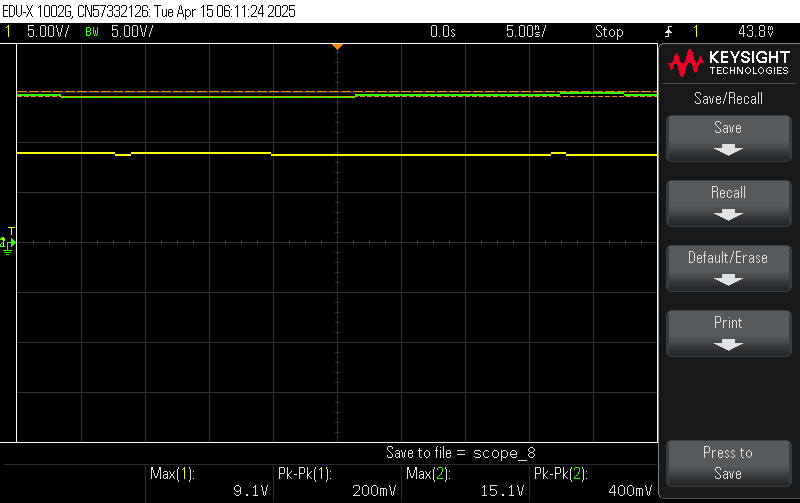 EDU-X 1002G, CN57332126: Tue Apr 15 06:11:24 2025
1 5.00V/ BW 5.00V/ 0.0s 5.00ms/ Stop 1 43.8V
KEYSIGHT
TECHNOLOGIES
Save/Recall
Save
Recall
Default/Erase
Print
Press to
Save
T
Save to file = scope_8
Max(1): Pk-Pk(1): Max(2): Pk-Pk(2):
9.1V 200mV 15.1V 400mV